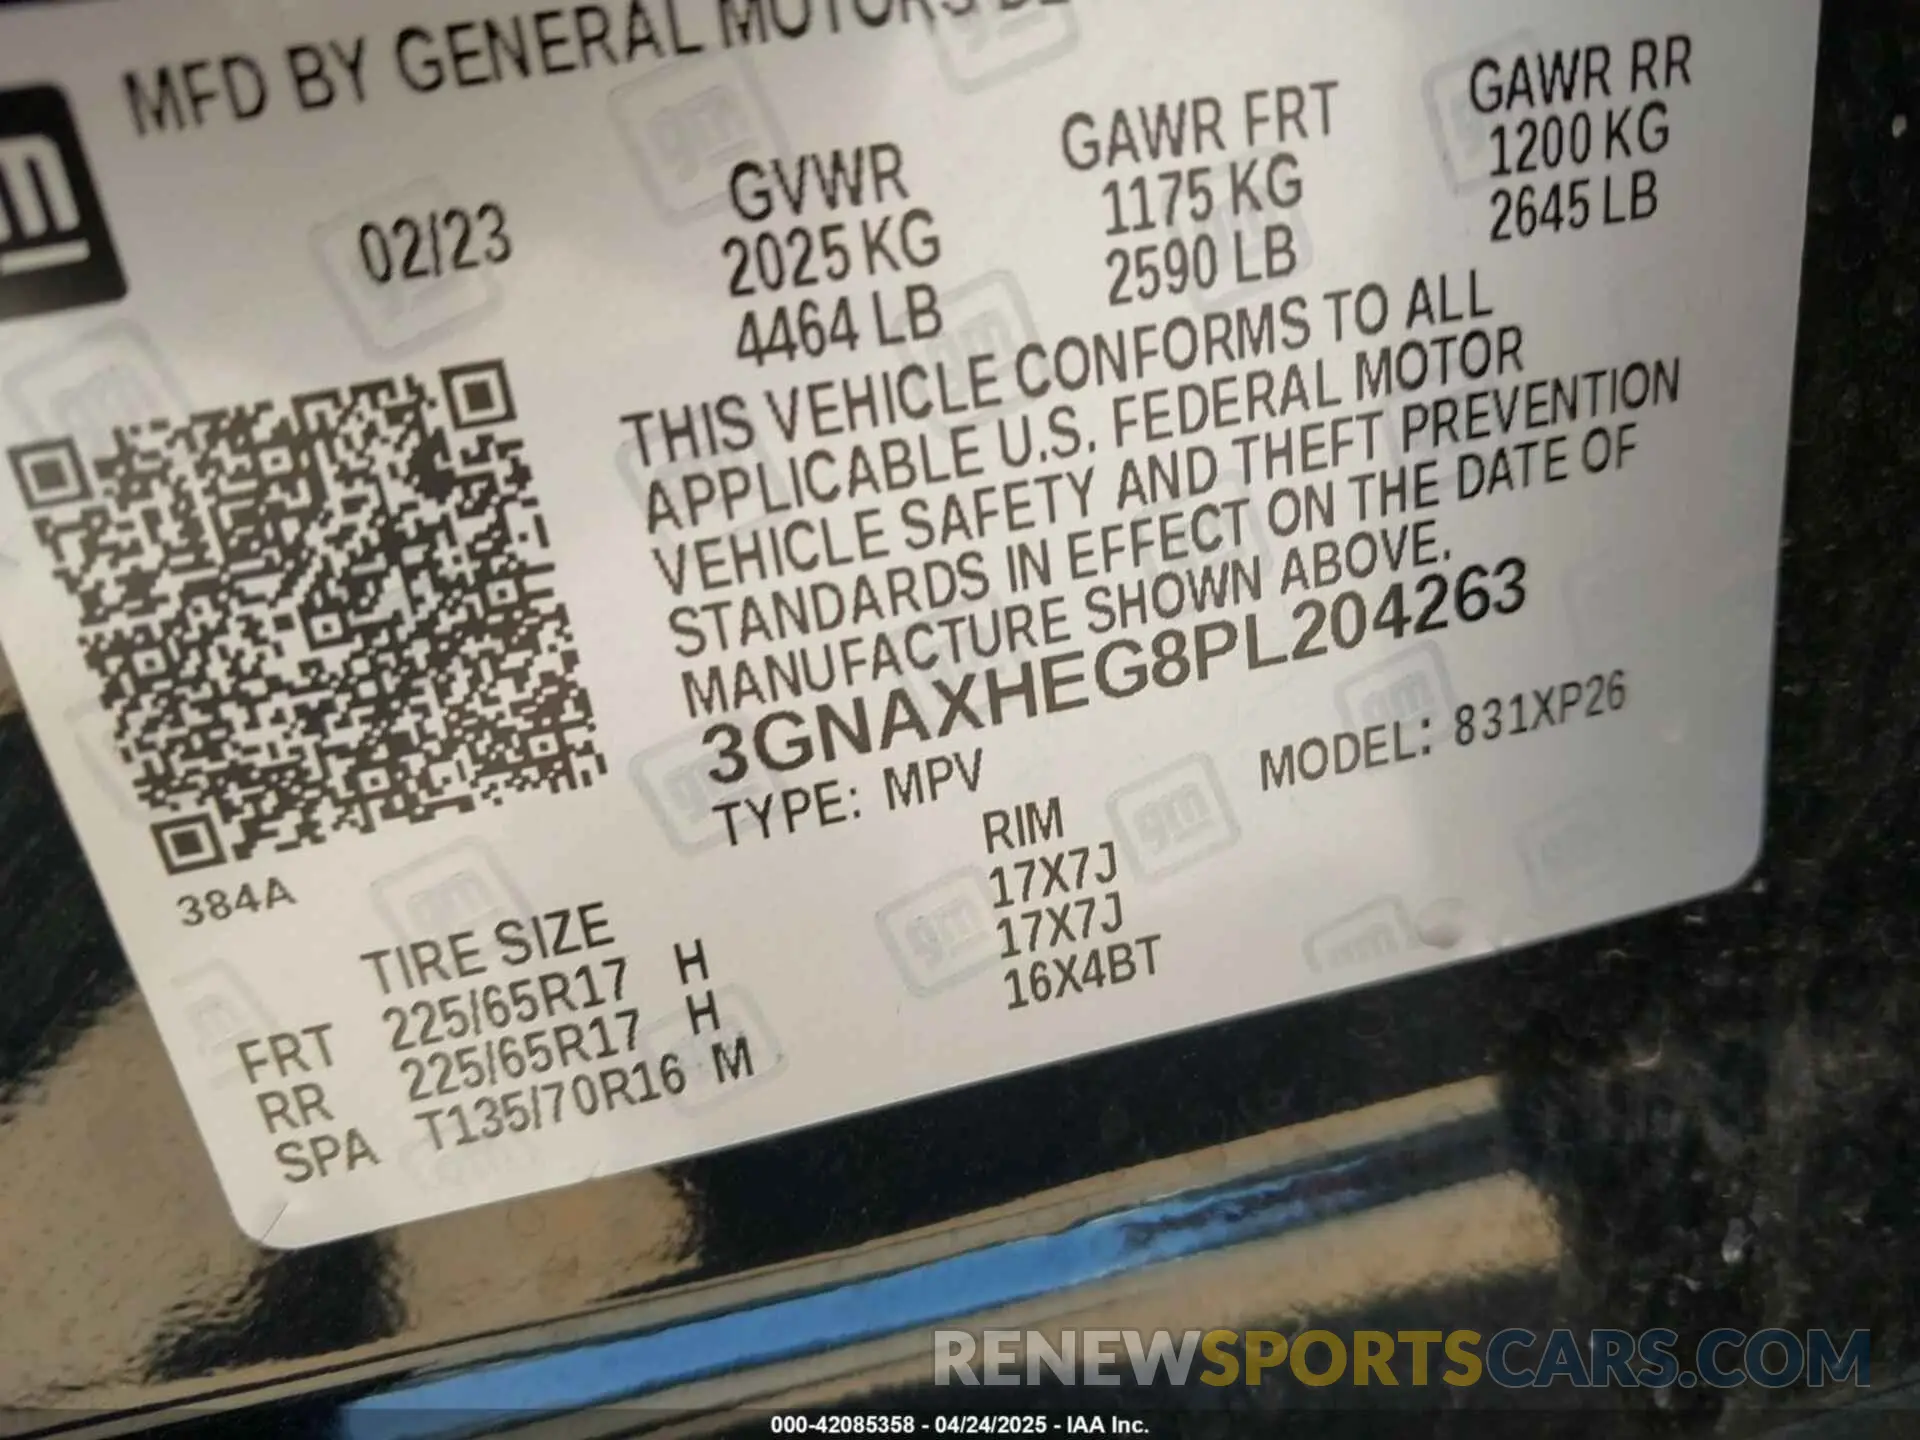 MFD BY GENERAL MOTORS DE
02/23
GVWR
2025 KG
4464 LB
GAWR FRT
1175 KG
2590 LB
GAWR RR
1200 KG
2645 LB
THIS VEHICLE CONFORMS TO ALL
APPLICABLE U.S. FEDERAL MOTOR
VEHICLE SAFETY AND THEFT PREVENTION
STANDARDS IN EFFECT ON THE DATE OF
MANUFACTURE SHOWN ABOVE.
3GNAXHEG8PL204263
TYPE: MPV
MODEL: 831XP26
384A
TIRE SIZE
RIM
FRT 225/65R17 H 17X7J
RR 225/65R17 H 17X7J
SPA T135/70R16 M 16X4BT
RENEWSPORTSCARS.COM
000-42085358 - 04/24/2025 - IAA Inc.